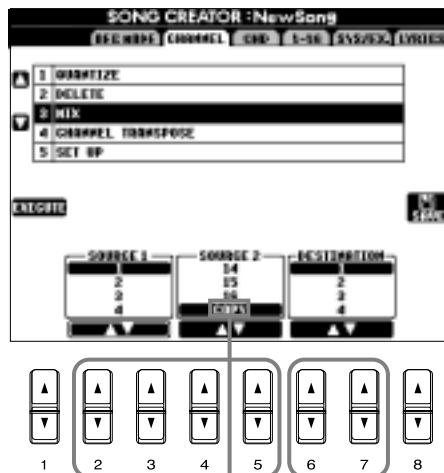 SONG CREATOR : NewSong
REC MODE CHANNEL CHD 1-16 SYS/EX. LYRICS
1 QUANTIZE
2 DELETE
3 MIX
4 CHANNEL TRANSPOSE
5 SET UP
EXECUTE
SAVE
SOURCE 1 SOURCE 2 DESTINATION
1 14 1
2 15 2
3 16 3
4 COPY 4
1 2 3 4 5 6 7 8